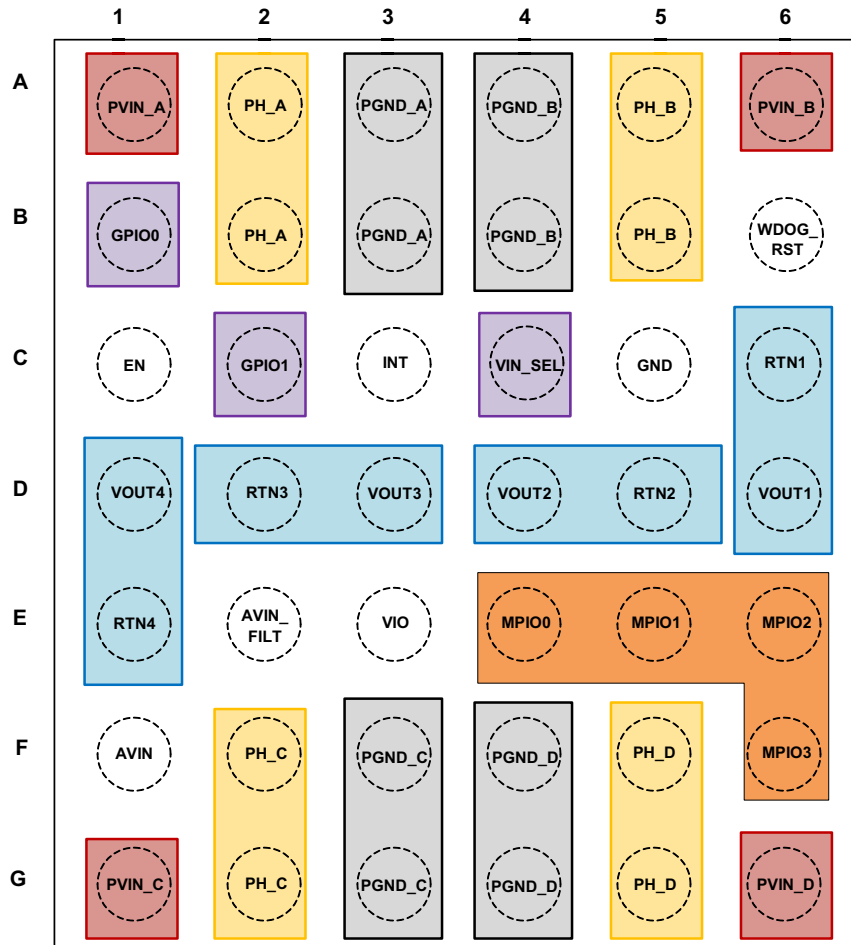 1 2 3 4 5 6
A PVIN_A PH_A PGND_A PGND_B PH_B PVIN_B
B GPIO0 PH_A PGND_A PGND_B PH_B WDOG_
RST
C EN GPIO1 INT VIN_SEL GND RTN1
D VOUT4 RTN3 VOUT3 VOUT2 RTN2 VOUT1
E RTN4 AVIN_ VIO MPIO0 MPIO1 MPIO2
FILT
F AVIN PH_C PGND_C PGND_D PH_D MPIO3
G PVIN_C PH_C PGND_C PGND_D PH_D PVIN_D